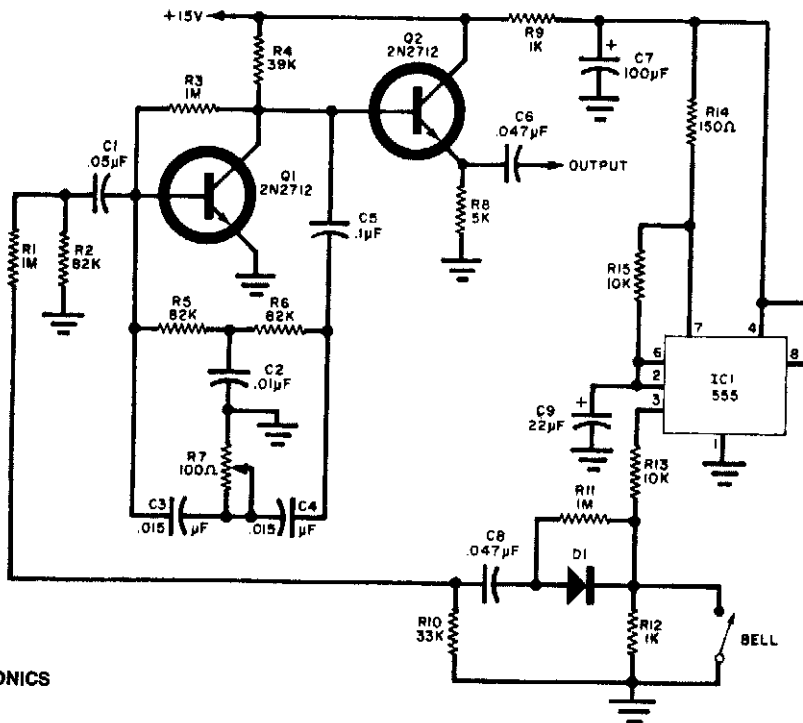 +15V
Q2
2N2712
R9
1K
+
C7
100µF
R4
39K
R3
1M
R14
150Ω
C1
.05µF
Q1
2N2712
C6
.047µF
OUTPUT
R8
5K
C5
.1µF
R1
1M
R2
82K
R15
10K
R5
82K
R6
82K
7
4
6
2
3
8
1
IC1
555
C2
.01µF
+
C9
22µF
R7
100Ω
R13
10K
C3
.015 µF
C4
.015 µF
R11
1M
C8
.047µF
D1
R10
33K
R12
1K
BELL
ONICS